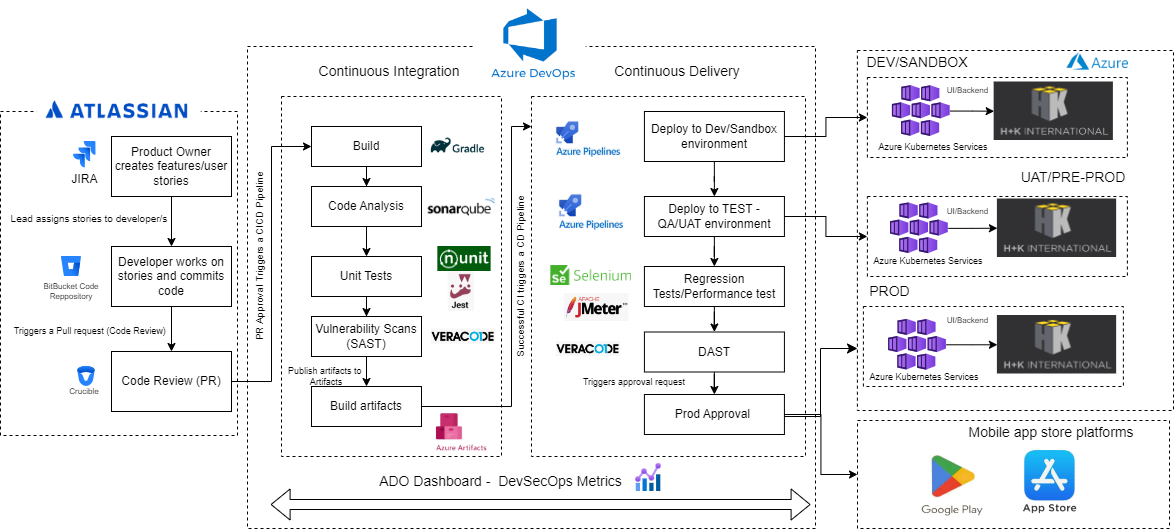 ATLASSIAN
JIRA
Product Owner
creates features/user
stories
Lead assigns stories to developer/s
BitBucket Code
Reppository
Developer works on
stories and commits
code
Triggers a Pull request (Code Review)
Crucible
Code Review (PR)
PR Approval Triggers a CICD Pipeline
Azure DevOps
Continuous Integration
Build
Gradle
Code Analysis
sonarqube
Unit Tests
nunit
Jest
Vulnerability Scans
(SAST)
VERACODE
Publish artifacts to
Artifacts
Build artifacts
Azure Artifacts
Successful CI triggers a CD Pipeline
Continuous Delivery
Azure Pipelines
Deploy to Dev/Sandbox
environment
Azure Pipelines
Deploy to TEST -
QA/UAT environment
Se Selenium
APACHE
JMeter™
Regression
Tests/Performance test
VERACODE
DAST
Triggers approval request
Prod Approval
ADO Dashboard - DevSecOps Metrics
DEV/SANDBOX
Azure
UI/Backend
Azure Kubernetes Services
HK
H+K INTERNATIONAL
UAT/PRE-PROD
UI/Backend
Azure Kubernetes Services
HK
H+K INTERNATIONAL
PROD
UI/Backend
Azure Kubernetes Services
HK
H+K INTERNATIONAL
Mobile app store platforms
Google Play
App Store